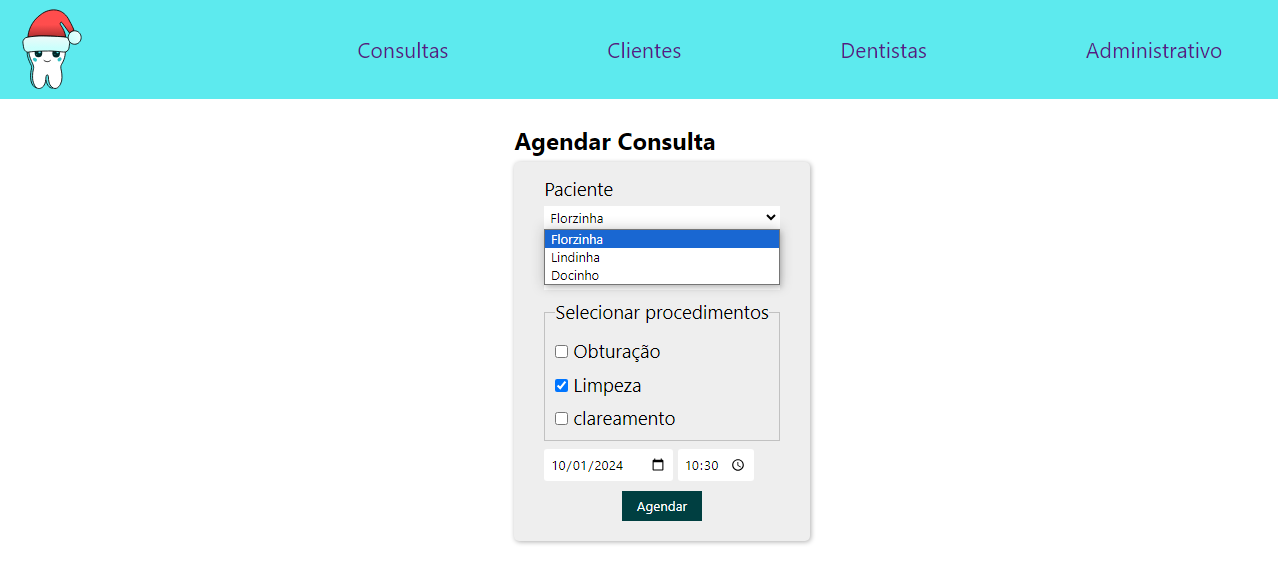 Consultas Clientes Dentistas Administrativo
Agendar Consulta
Paciente
Florzinha
Florzinha
Lindinha
Docinho
Selecionar procedimentos
Obturação
Limpeza
clareamento
10/01/2024 10:30
Agendar